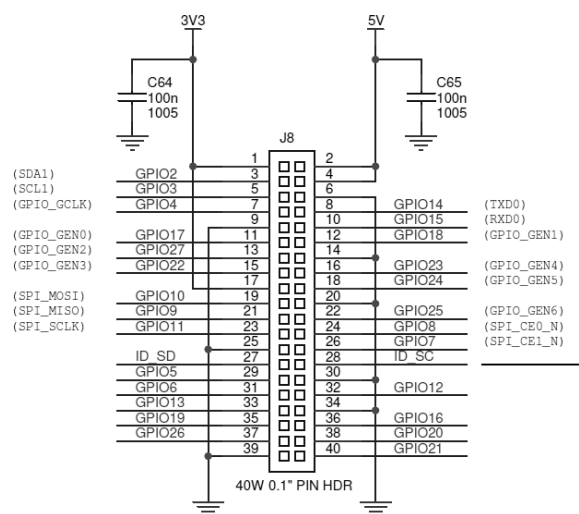 3V3 5V
C64 C65
100n 100n
1005 1005
J8
1 2
(SDA1) GPIO2 3 4
(SCL1) GPIO3 5 6
(GPIO_GCLK) GPIO4 7 8 GPIO14 (TXD0)
9 10 GPIO15 (RXD0)
(GPIO_GEN0) GPIO17 11 12 GPIO18 (GPIO_GEN1)
(GPIO_GEN2) GPIO27 13 14
(GPIO_GEN3) GPIO22 15 16 GPIO23 (GPIO_GEN4)
17 18 GPIO24 (GPIO_GEN5)
(SPI_MOSI) GPIO10 19 20
(SPI_MISO) GPIO9 21 22 GPIO25 (GPIO_GEN6)
(SPI_SCLK) GPIO11 23 24 GPIO8 (SPI_CE0_N)
25 26 GPIO7 (SPI_CE1_N)
ID_SD 27 28 ID_SC
GPIO5 29 30
GPIO6 31 32 GPIO12
GPIO13 33 34
GPIO19 35 36 GPIO16
GPIO26 37 38 GPIO20
39 40 GPIO21
40W 0.1" PIN HDR